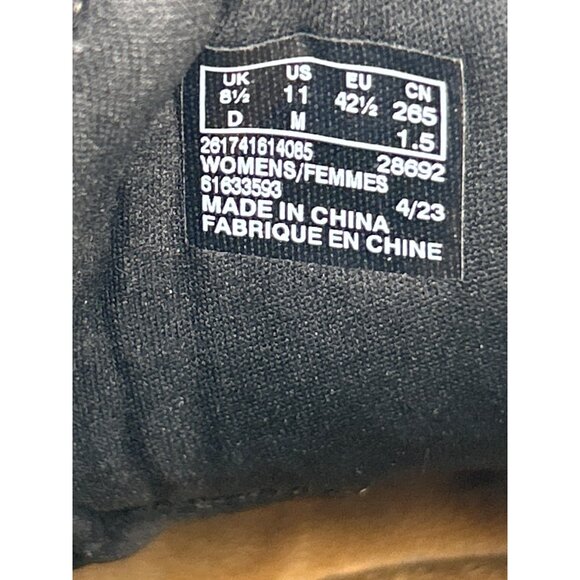 UK US EU CN
8½ 11 42½ 265
D M 1.5
261741614085 28692
WOMENS/FEMMES
61633593 4/23
MADE IN CHINA
FABRIQUE EN CHINE